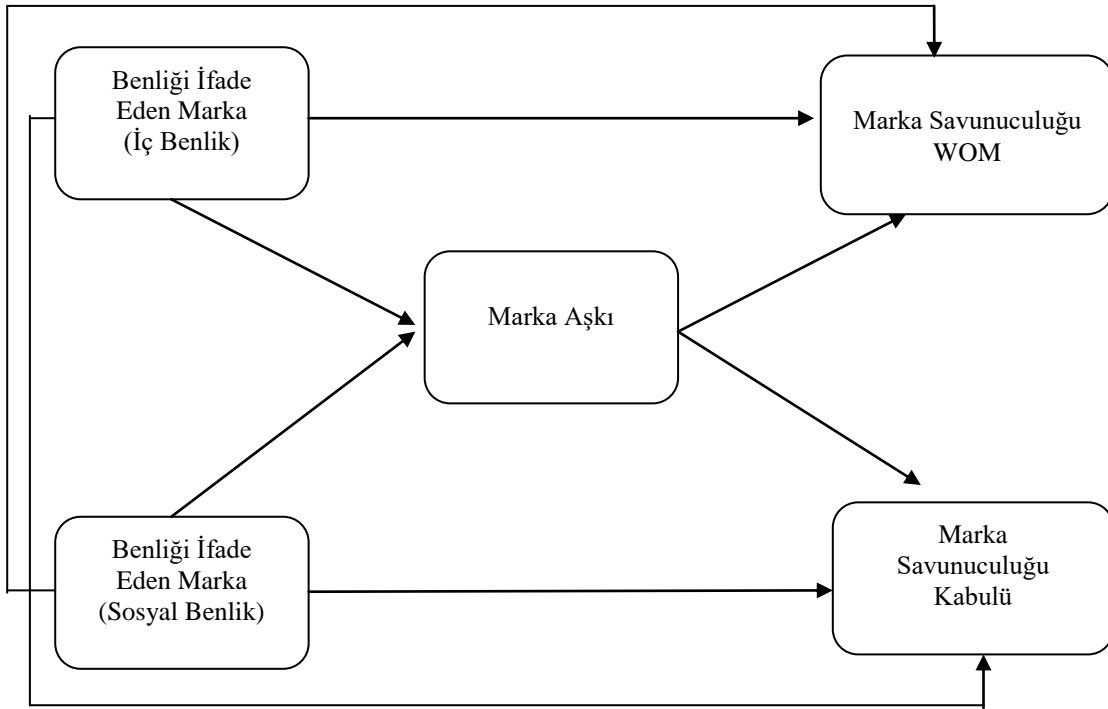 Benliği İfade
Eden Marka
(İç Benlik)
Marka Savunuculuğu
WOM
Marka Aşkı
Benliği İfade
Eden Marka
(Sosyal Benlik)
Marka
Savunuculuğu
Kabulü